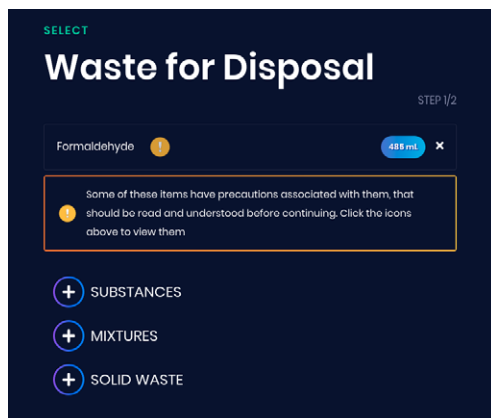 SELECT
Waste for Disposal
STEP 1/2
Formaldehyde ! 485 mL ×
Some of these items have precautions associated with them, that
! should be read and understood before continuing. Click the icons
above to view them
+ SUBSTANCES
+ MIXTURES
+ SOLID WASTE